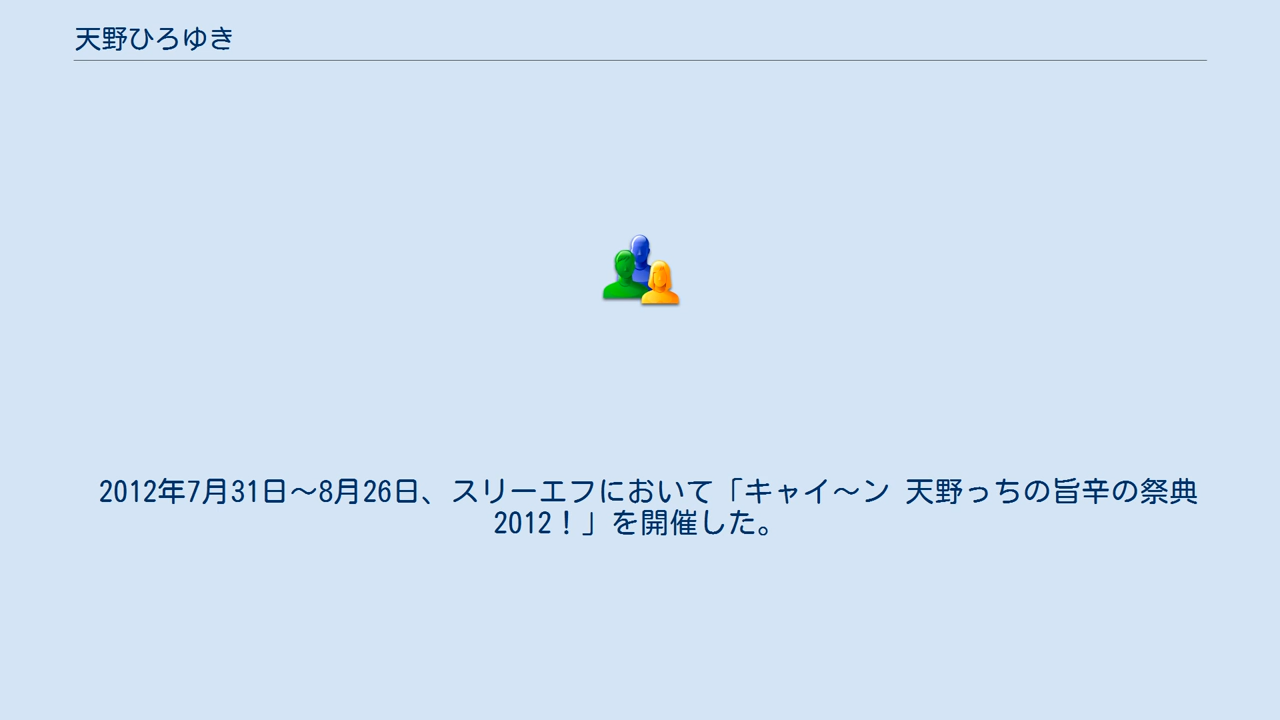 天野ひろゆき
2012年7月31日～8月26日、スリーエフにおいて「キャイ～ン 天野っちの旨辛の祭典
2012！」を開催した。